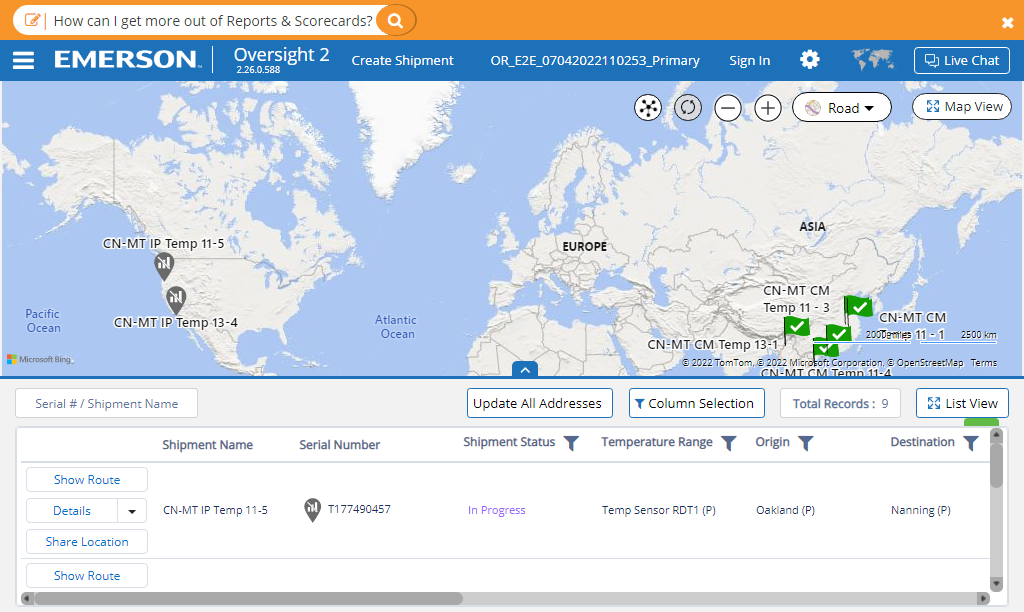 How can I get more out of Reports & Scorecards?
EMERSON
Oversight 2
2.26.0.588
Create Shipment
OR_E2E_07042022110253_Primary
Sign In
Live Chat
Road
Map View
ASIA
CN-MT IP Temp 11-5
EUROPE
CN-MT CM
Temp 11 - 3
Pacific
Ocean
CN-MT IP Temp 13-4
Atlantic
Ocean
CN-MT CM
11 - 1
2500 km
CN-MT CM Temp 13-1
Microsoft Bing
© 2022 TomTom, © 2022 Microsoft Corporation, © OpenStreetMap Terms
CN-MT CM Temp 11-4
Serial # / Shipment Name
Update All Addresses
Column Selection
Total Records : 9
List View
Shipment Name
Serial Number
Shipment Status
Temperature Range
Origin
Destination
Show Route
Details
CN-MT IP Temp 11-5
T177490457
In Progress
Temp Sensor RDT1 (P)
Oakland (P)
Nanning (P)
Share Location
Show Route